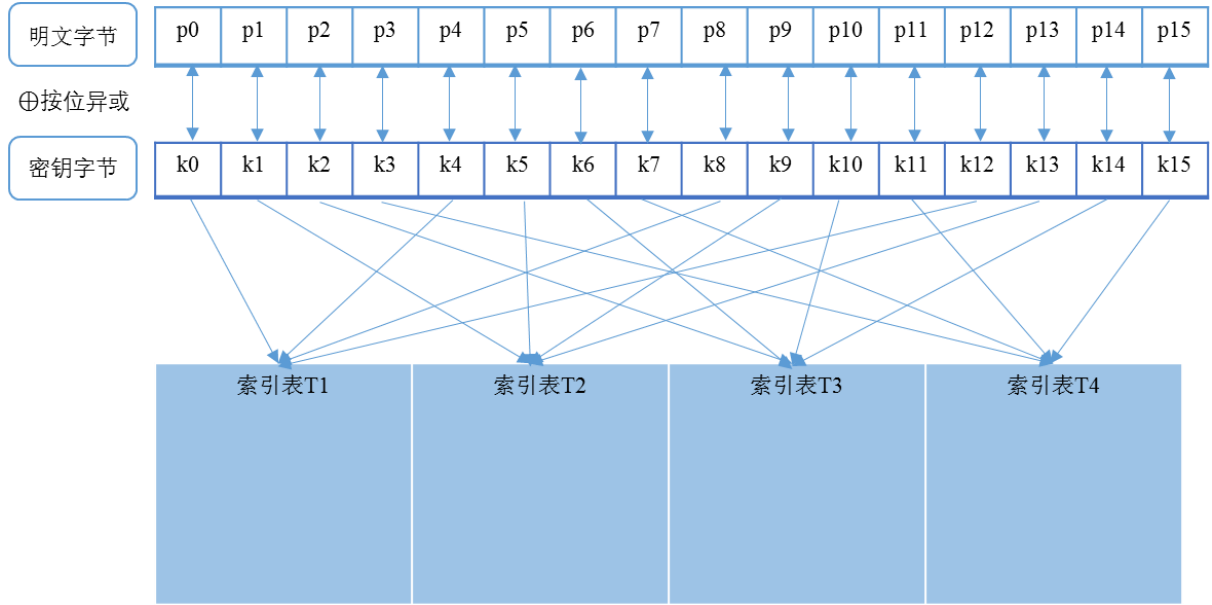 明文字节 p0 p1 p2 p3 p4 p5 p6 p7 p8 p9 p10 p11 p12 p13 p14 p15
⊕按位异或
密钥字节 k0 k1 k2 k3 k4 k5 k6 k7 k8 k9 k10 k11 k12 k13 k14 k15
索引表T1 索引表T2 索引表T3 索引表T4